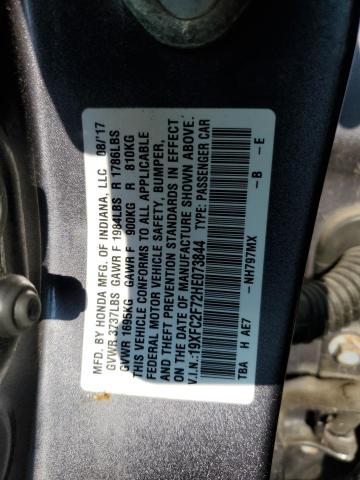 MFD. BY HONDA MFG. OF INDIANA, LLC 08/'17
GVWR 3737LBS GAWR F 1984LBS R 1786LBS
GVWR 1695KG GAWR F 900KG R 810KG
THIS VEHICLE CONFORMS TO ALL APPLICABLE
FEDERAL MOTOR VEHICLE SAFETY, BUMPER,
AND THEFT PREVENTION STANDARDS IN EFFECT
ON THE DATE OF MANUFACTURE SHOWN ABOVE.
V.I.N.:19XFC2F72HE073844 TYPE: PASSENGER CAR
TBA H AE7 –NH797MX –B –E